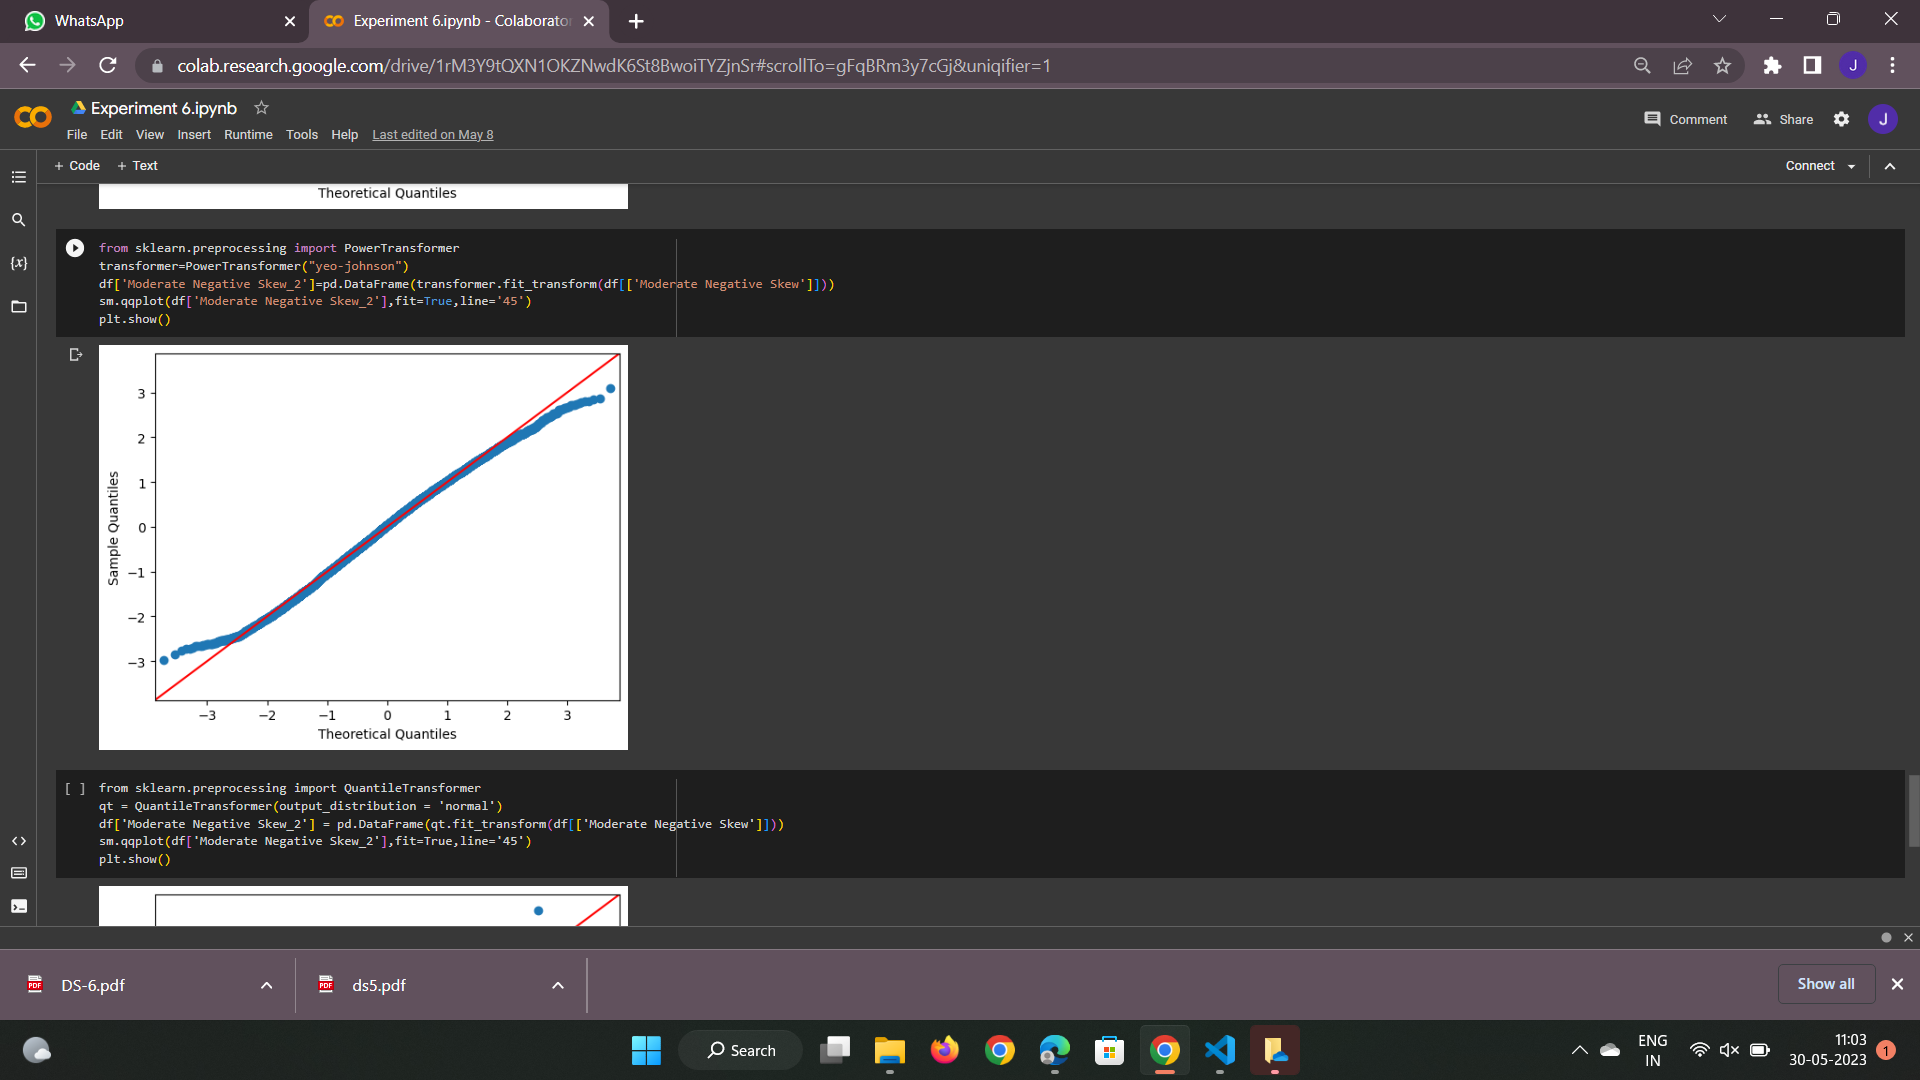 WhatsApp
Experiment 6.ipynb - Colaborator
colab.research.google.com/drive/1rM3Y9tQXN1OKZNwdK6St8BwoiTYZjnSr#scrollTo=gFqBRm3y7cGj&uniqifier=1
J
Experiment 6.ipynb
File Edit View Insert Runtime Tools Help Last edited on May 8
Comment Share J
+ Code + Text
Connect
Theoretical Quantiles
{x}
from sklearn.preprocessing import PowerTransformer
transformer=PowerTransformer("yeo-johnson")
df['Moderate Negative Skew_2']=pd.DataFrame(transformer.fit_transform(df[['Moderate Negative Skew']]))
sm.qqplot(df['Moderate Negative Skew_2'],fit=True,line='45')
plt.show()
3
2
1
0
−1
−2
−3
Sample Quantiles
−3 −2 −1 0 1 2 3
Theoretical Quantiles
[ ]
from sklearn.preprocessing import QuantileTransformer
qt = QuantileTransformer(output_distribution = 'normal')
df['Moderate Negative Skew_2'] = pd.DataFrame(qt.fit_transform(df[['Moderate Negative Skew']]))
sm.qqplot(df['Moderate Negative Skew_2'],fit=True,line='45')
plt.show()
PDF DS-6.pdf
PDF ds5.pdf
Show all
Search
ENG
IN
11:03
30-05-2023
1